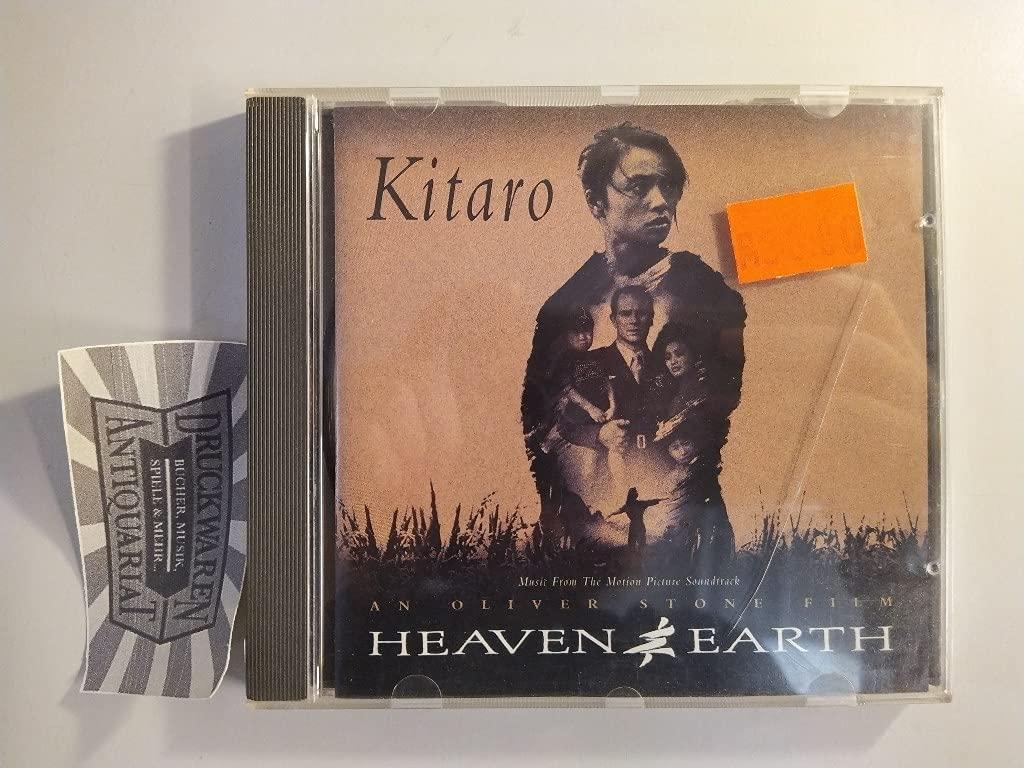 Kitaro
Music From The Motion Picture Soundtrack
AN OLIVER STONE FILM
HEAVEN EARTH
DRUCKWAREN
ANTIQUARIAT
BÜCHER, MUSIK,
SPIELE & MEHR...